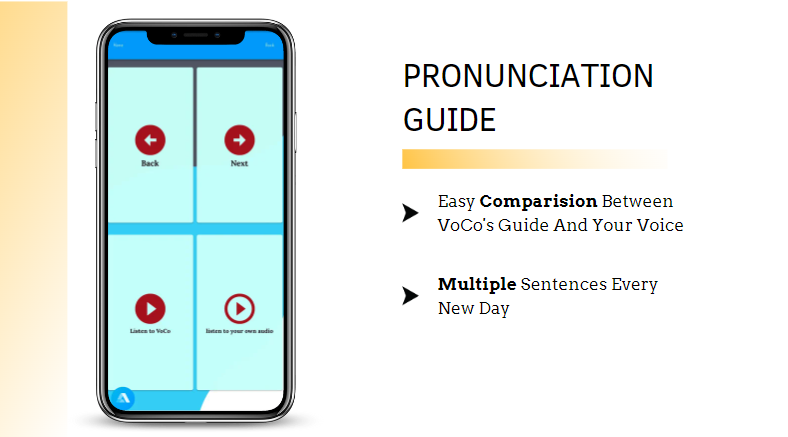 Back
PRONUNCIATION
GUIDE
Back
Next
Easy Comparision Between
VoCo's Guide And Your Voice
Multiple Sentences Every
New Day
Listen to VoCo
listen to your own audio